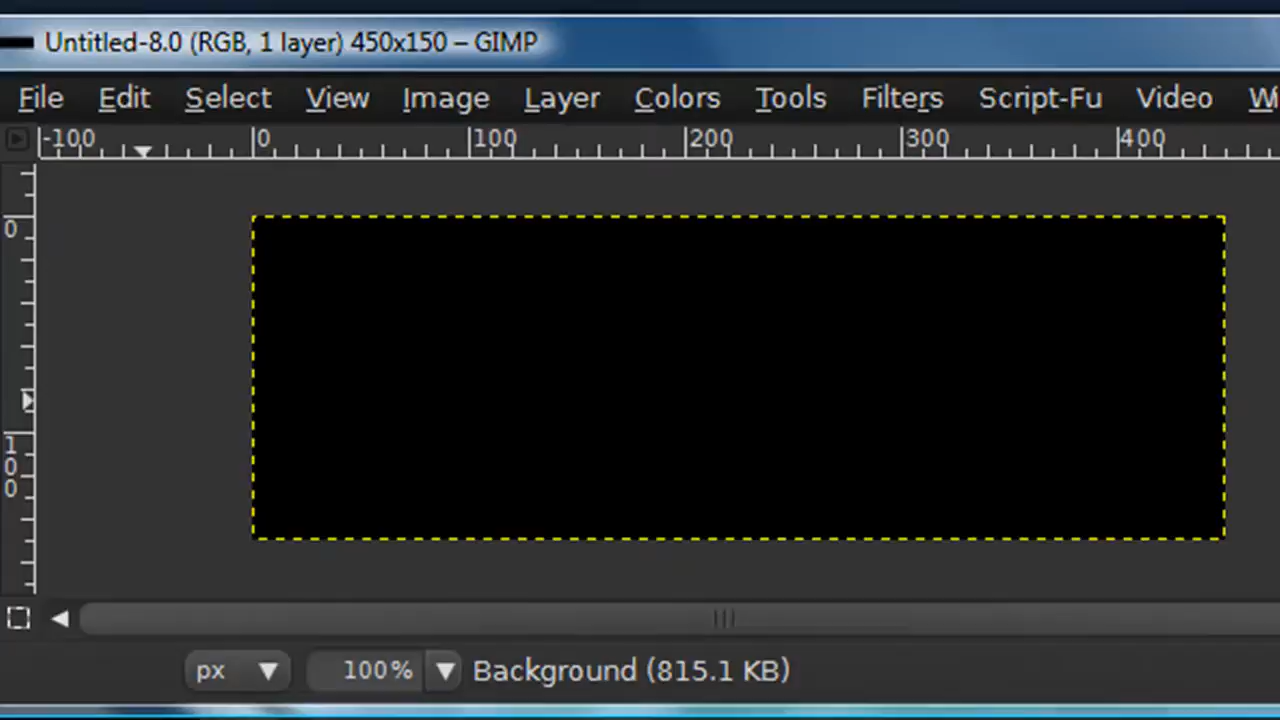 Untitled-8.0 (RGB, 1 layer) 450x150 – GIMP
File Edit Select View Image Layer Colors Tools Filters Script-Fu Video
-100 0 100 200 300 400
0
100
px 100% Background (815.1 KB)